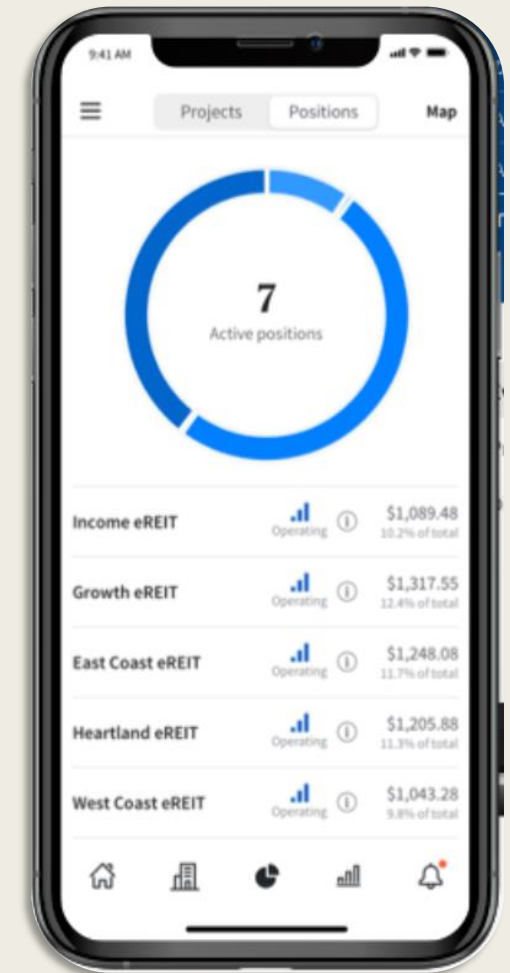 9:41 AM
Projects Positions Map
7
Active positions
Income eREIT Operating $1,089.48
10.2% of total
Growth eREIT Operating $1,317.55
12.4% of total
East Coast eREIT Operating $1,248.08
11.7% of total
Heartland eREIT Operating $1,205.88
11.3% of total
West Coast eREIT Operating $1,043.28
9.8% of total